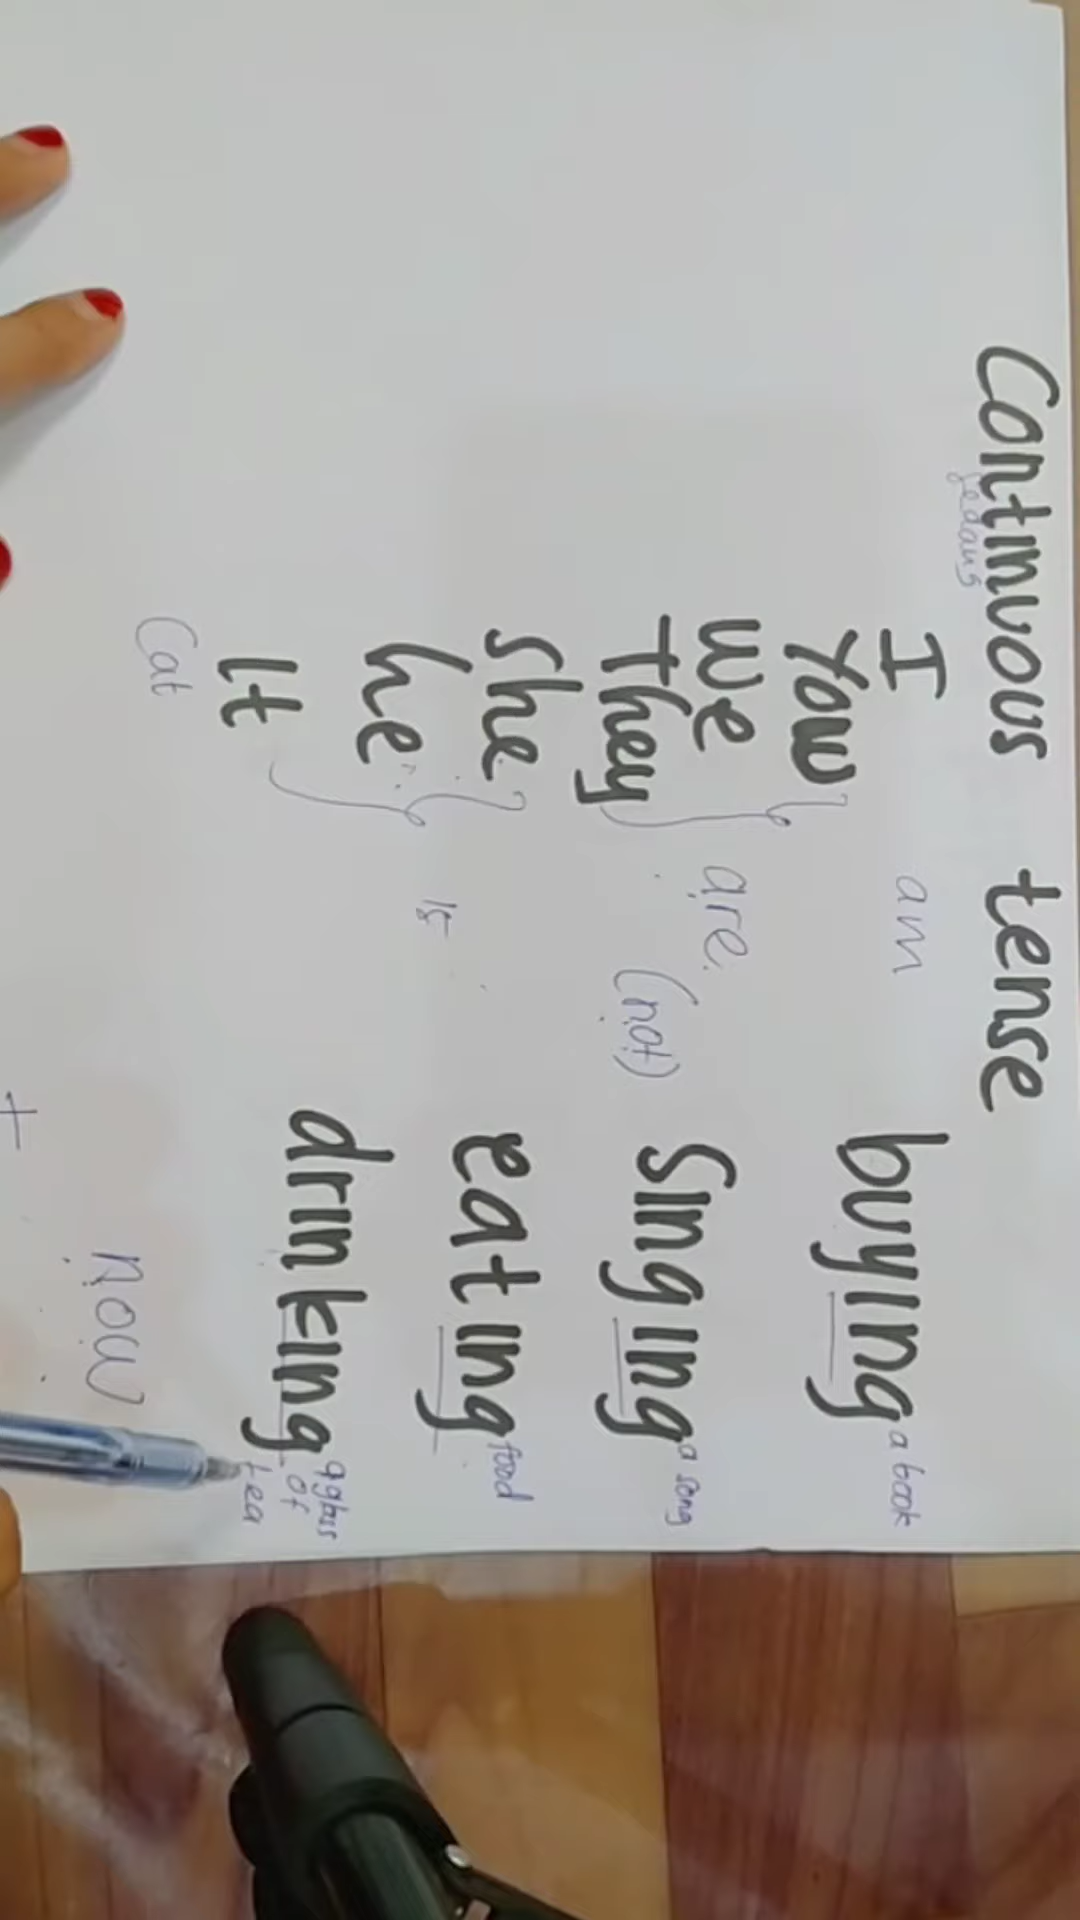 Continuous tense
sedang
I am buying a book
You
we are
They (not) singing a song
she
he is eating food
It drinking a glass
of
tea
Cat
now
+